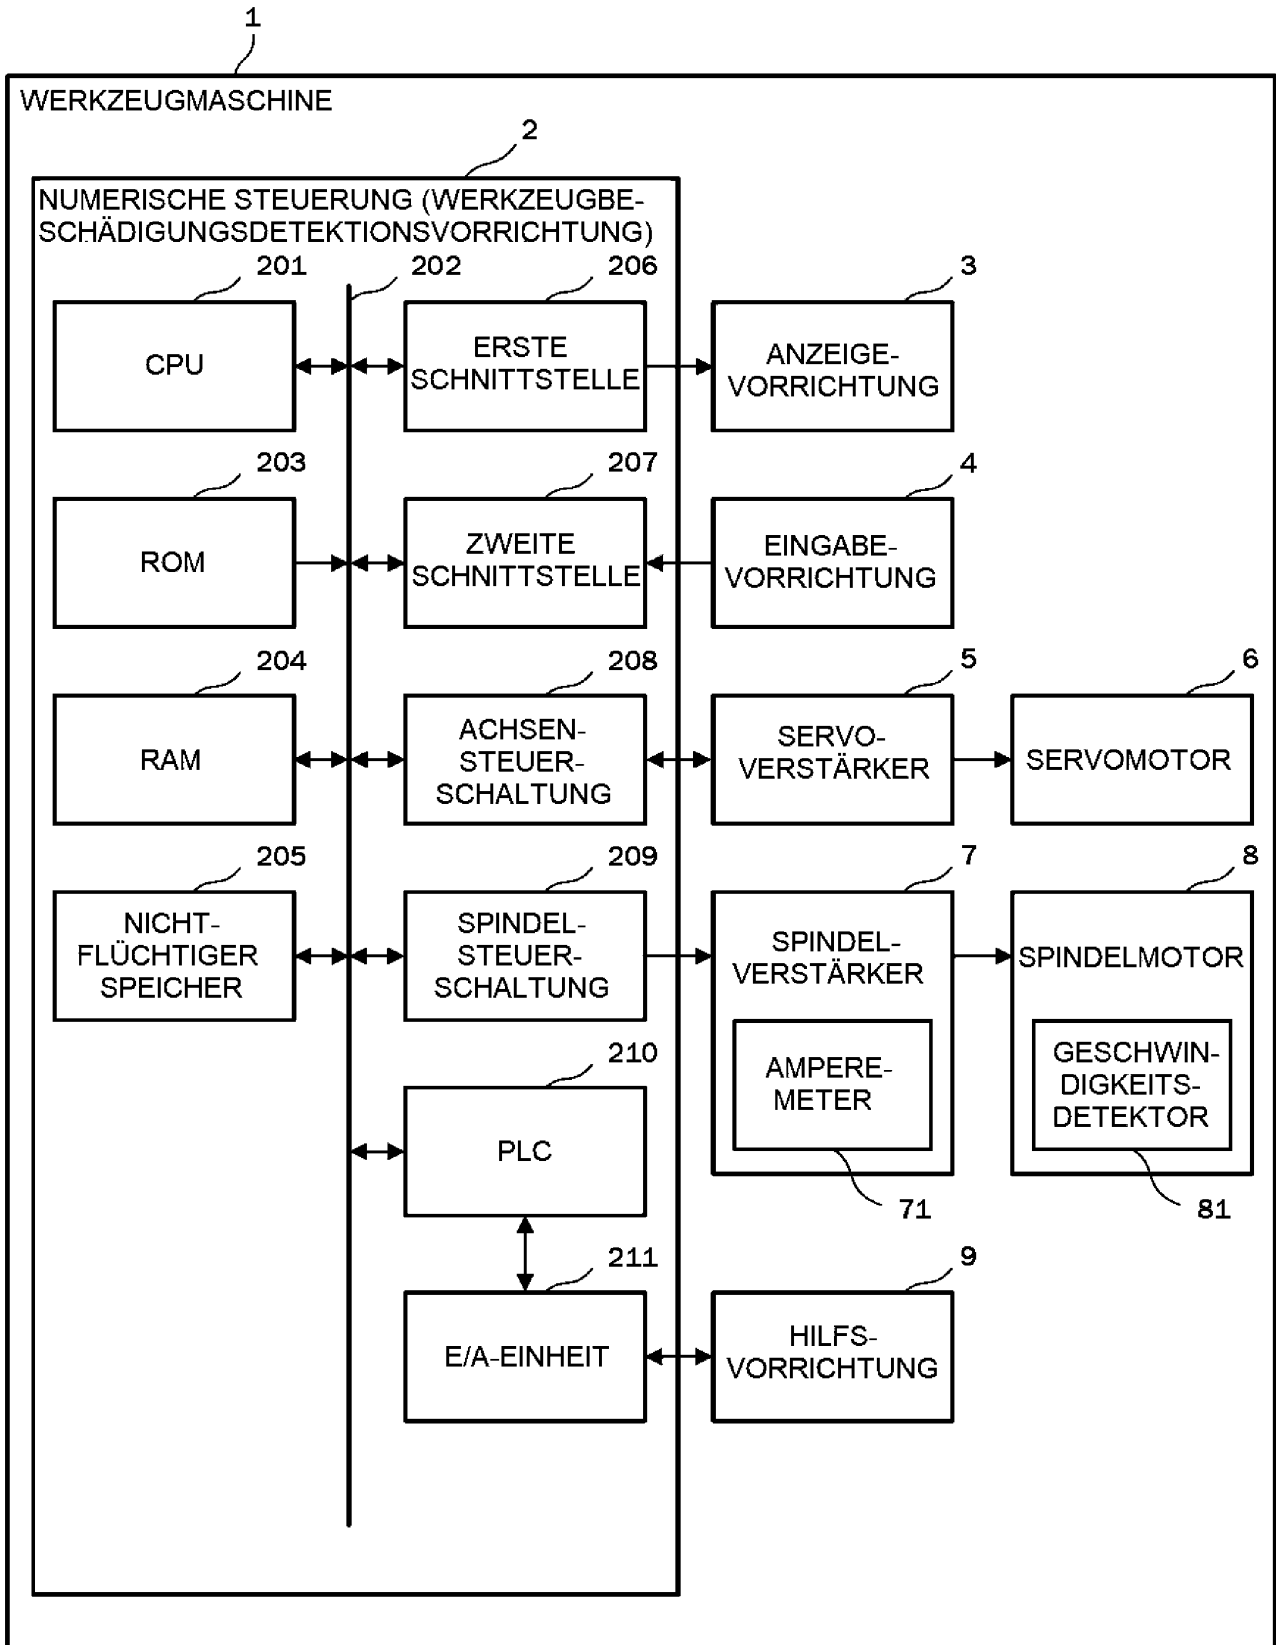 1
WERKZEUGMASCHINE
2
NUMERISCHE STEUERUNG (WERKZEUGBE-
SCHÄDIGUNGSDETEKTIONSVORRICHTUNG)
201
202
206
3
CPU
ERSTE
SCHNITTSTELLE
ANZEIGE-
VORRICHTUNG
203
207
4
ROM
ZWEITE
SCHNITTSTELLE
EINGABE-
VORRICHTUNG
204
208
5
6
RAM
ACHSEN-
STEUER-
SCHALTUNG
SERVO-
VERSTÄRKER
SERVOMOTOR
205
209
7
8
NICHT-
FLÜCHTIGER
SPEICHER
SPINDEL-
STEUER-
SCHALTUNG
SPINDEL-
VERSTÄRKER
SPINDELMOTOR
210
PLC
AMPERE-
METER
GESCHWIN-
DIGKEITS-
DETEKTOR
71
81
211
9
E/A-EINHEIT
HILFS-
VORRICHTUNG